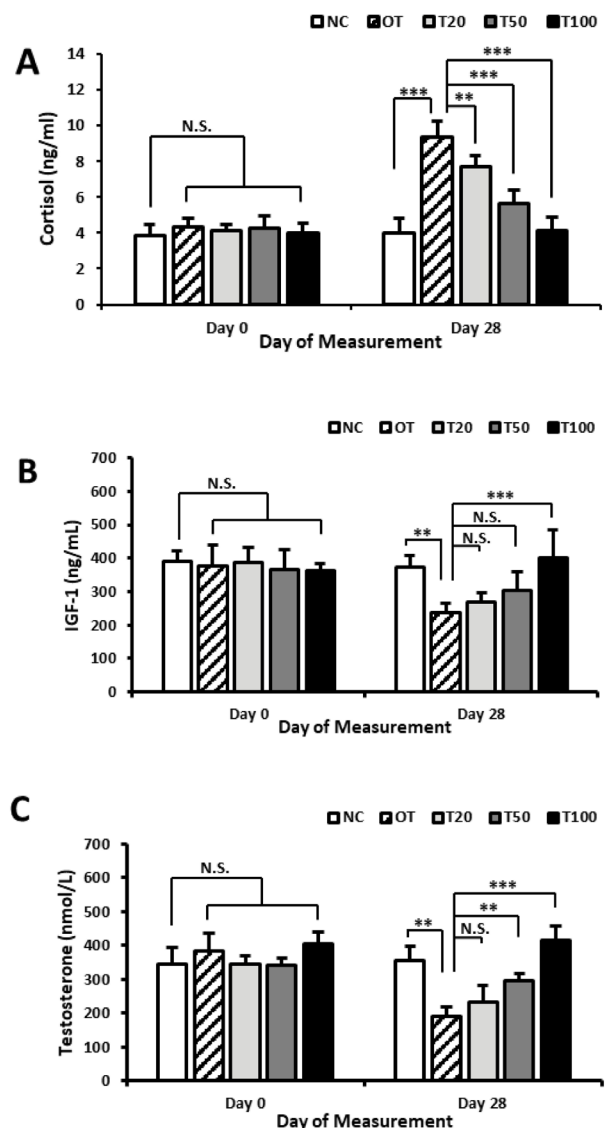 NC OT T20 T50 T100
A
14
12
10
8
6
4
2
0
Cortisol (ng/ml)
N.S.
***
**
***
***
Day 0
Day 28
Day of Measurement
NC OT T20 T50 T100
B
700
600
500
400
300
200
100
0
IGF-1 (ng/mL)
N.S.
**
N.S.
N.S.
***
Day 0
Day 28
Day of Measurement
NC OT T20 T50 T100
C
700
600
500
400
300
200
100
0
Testosterone (nmol/L)
N.S.
**
N.S.
**
***
Day 0
Day 28
Day of Measurement